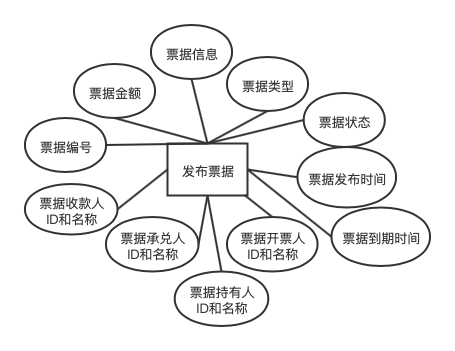 票据信息
票据类型
票据金额
票据状态
票据编号
发布票据
票据发布时间
票据收款人
ID和名称
票据承兑人
ID和名称
票据开票人
ID和名称
票据到期时间
票据持有人
ID和名称